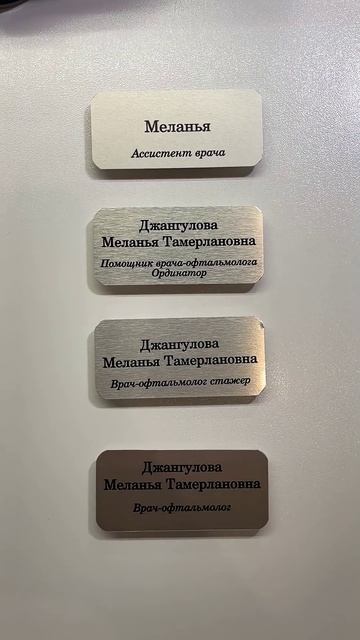 Меланья
Ассистент врача
Джангулова
Меланья Тамерлановна
Помощник врача-офтальмолога
Ординатор
Джангулова
Меланья Тамерлановна
Врач-офтальмолог стажер
Джангулова
Меланья Тамерлановна
Врач-офтальмолог